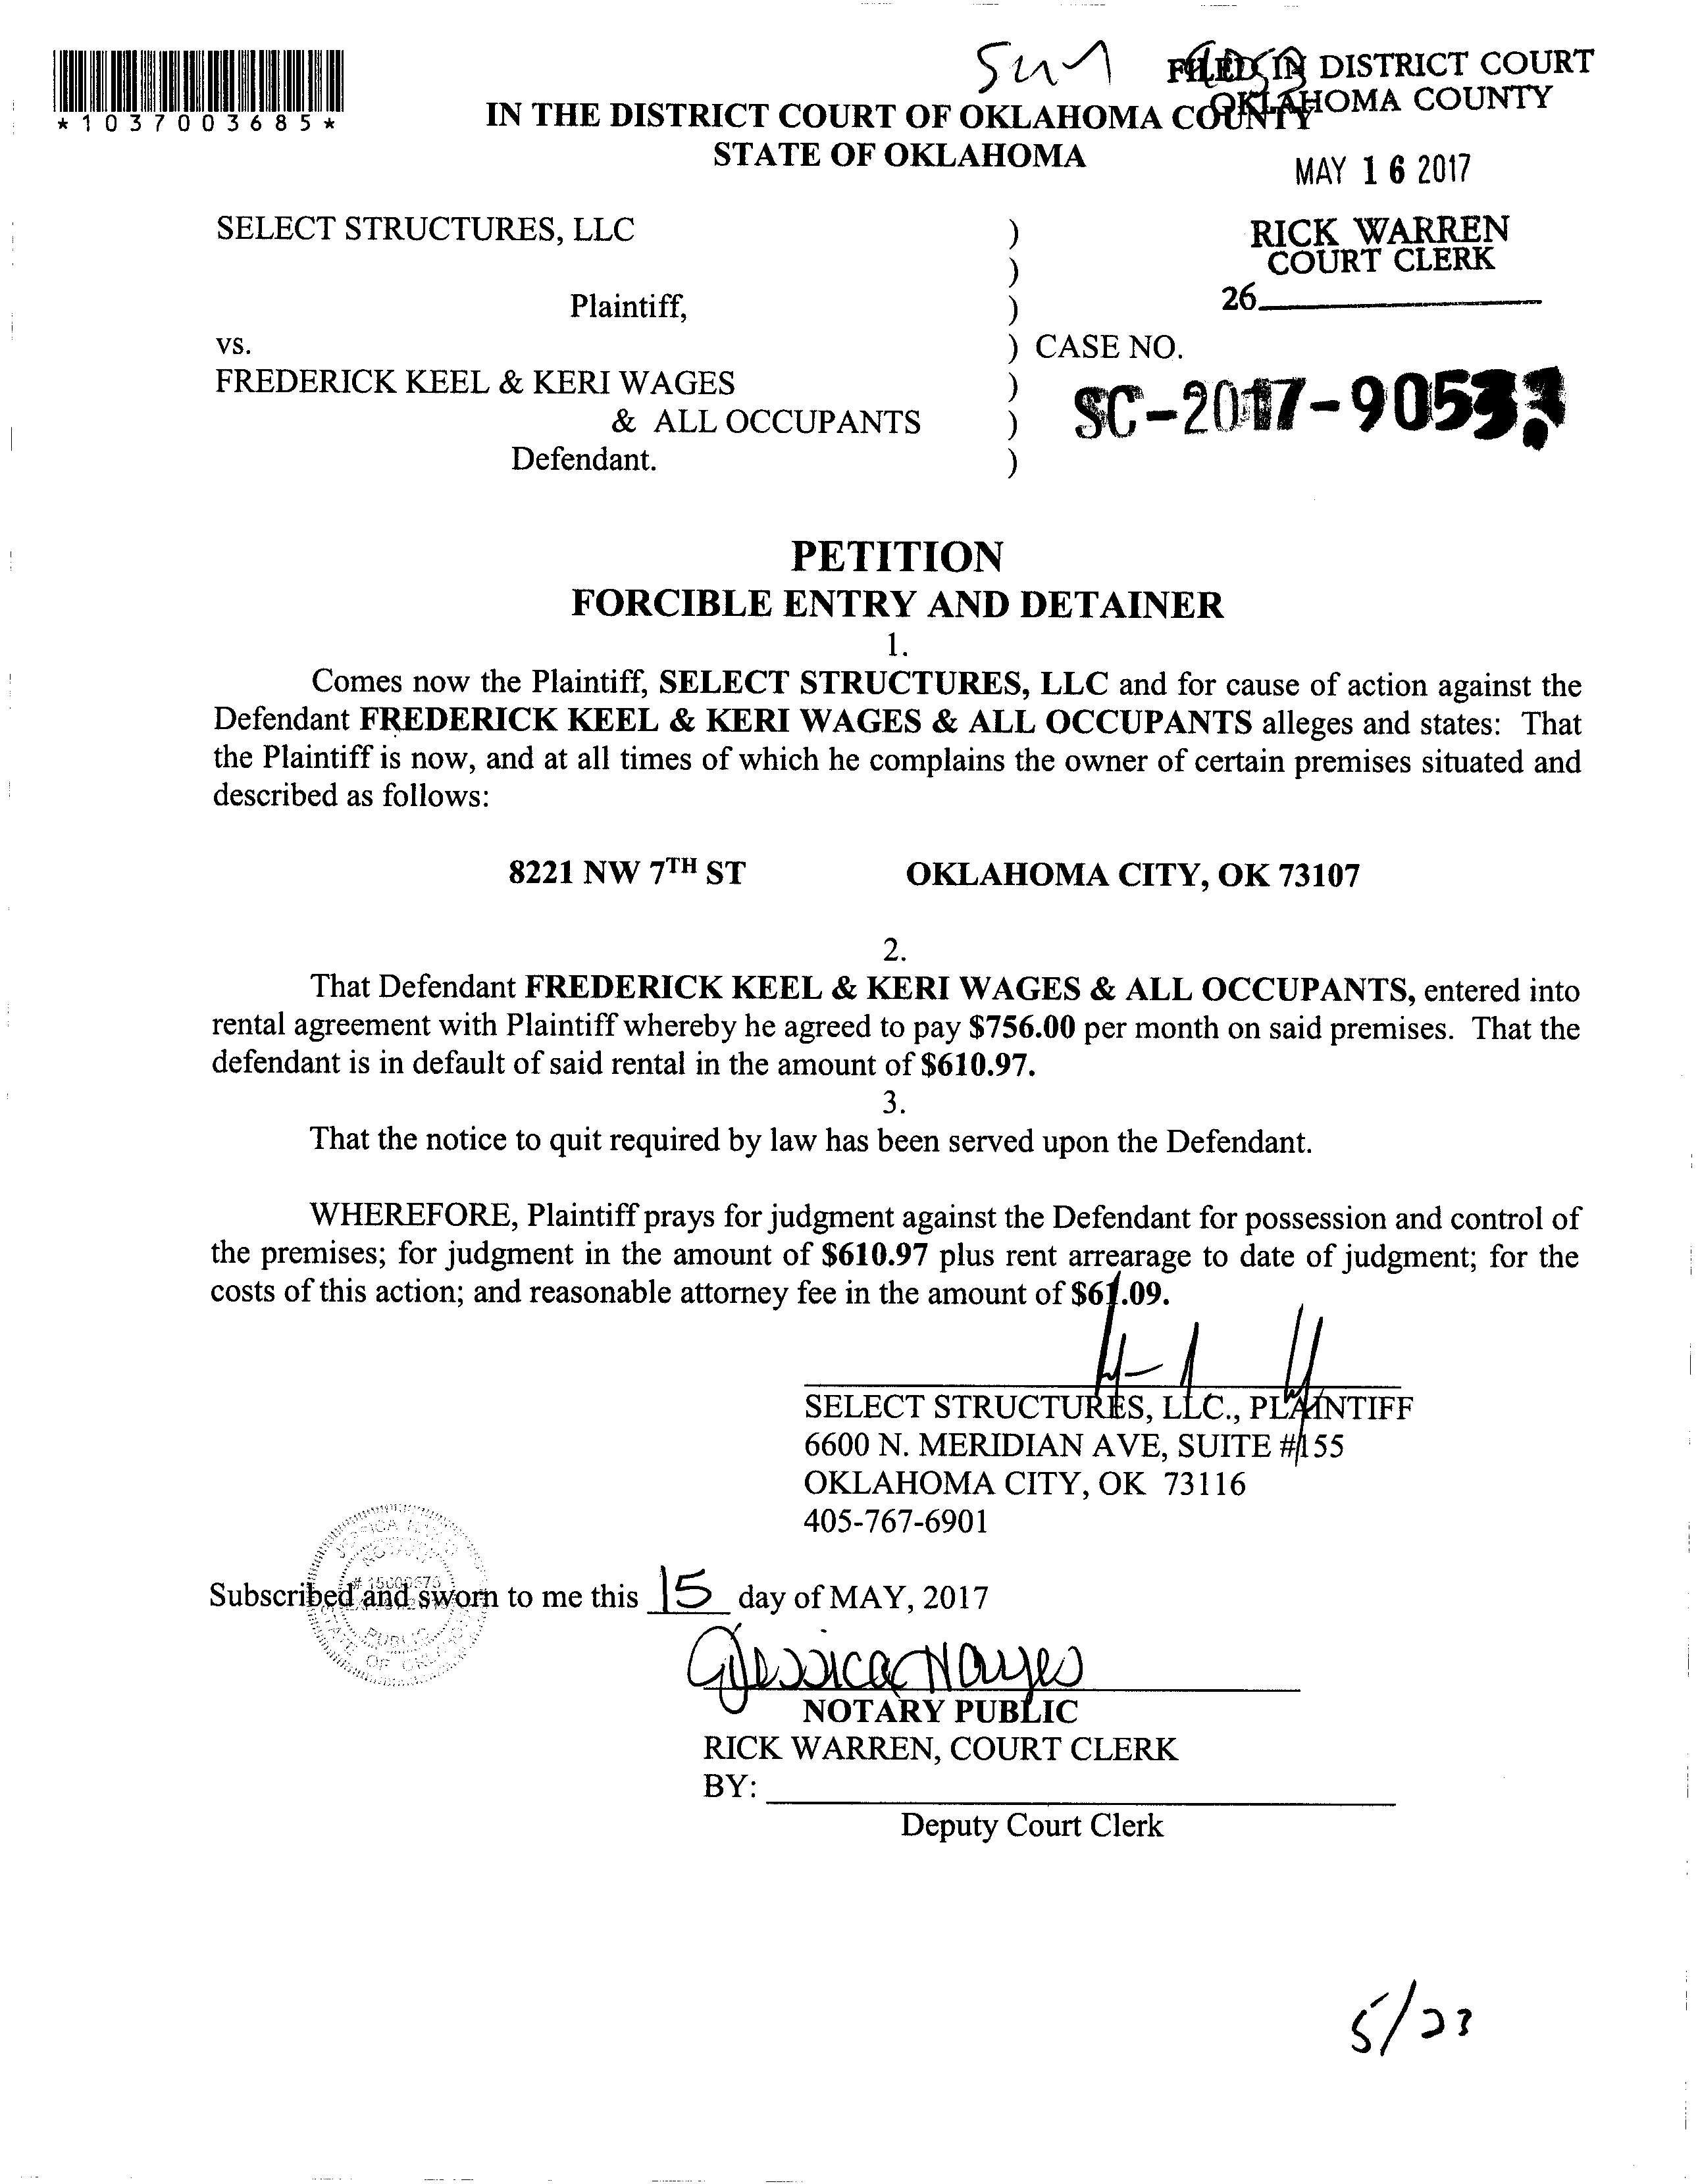 *1037003685*
FILED IN DISTRICT COURT
OKLAHOMA COUNTY
IN THE DISTRICT COURT OF OKLAHOMA COUNTY
STATE OF OKLAHOMA
MAY 16 2017
RICK WARREN
COURT CLERK
26
SELECT STRUCTURES, LLC )
)
Plaintiff, )
vs. ) CASE NO.
FREDERICK KEEL & KERI WAGES )
& ALL OCCUPANTS )
Defendant. )
SC-2017-9053
PETITION
FORCIBLE ENTRY AND DETAINER
1.
Comes now the Plaintiff, SELECT STRUCTURES, LLC and for cause of action against the
Defendant FREDERICK KEEL & KERI WAGES & ALL OCCUPANTS alleges and states: That
the Plaintiff is now, and at all times of which he complains the owner of certain premises situated and
described as follows:
8221 NW 7TH ST OKLAHOMA CITY, OK 73107
2.
That Defendant FREDERICK KEEL & KERI WAGES & ALL OCCUPANTS, entered into
rental agreement with Plaintiff whereby he agreed to pay $756.00 per month on said premises. That the
defendant is in default of said rental in the amount of $610.97.
3.
That the notice to quit required by law has been served upon the Defendant.
WHEREFORE, Plaintiff prays for judgment against the Defendant for possession and control of
the premises; for judgment in the amount of $610.97 plus rent arrearage to date of judgment; for the
costs of this action; and reasonable attorney fee in the amount of $61.09.
SELECT STRUCTURES, LLC., PLAINTIFF
6600 N. MERIDIAN AVE, SUITE #155
OKLAHOMA CITY, OK 73116
405-767-6901
Subscribed and sworn to me this 15 day of MAY, 2017
Jessica Hayes
NOTARY PUBLIC
RICK WARREN, COURT CLERK
BY:
Deputy Court Clerk
5/23